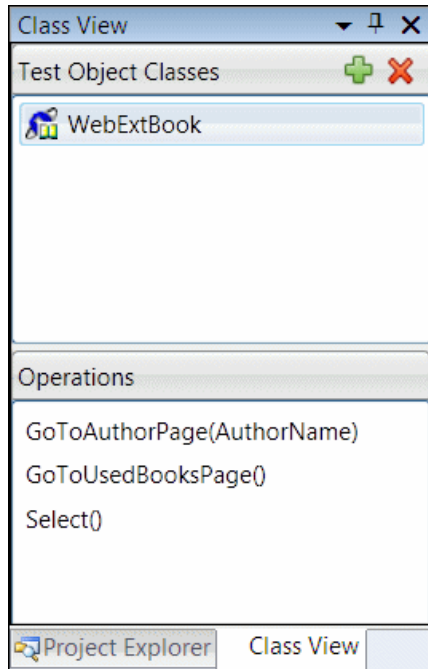 Class View
Test Object Classes
WebExtBook
Operations
GoToAuthorPage(AuthorName)
GoToUsedBooksPage()
Select()
Project Explorer Class View